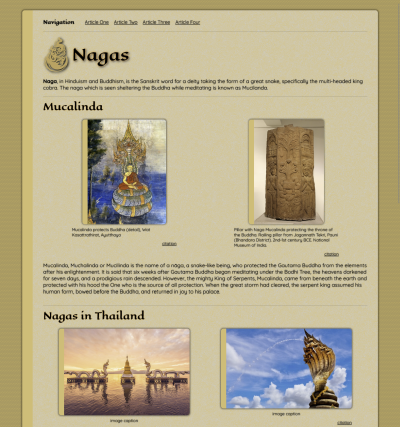 Navigation Article One Article Two Article Three Article Four
Nagas
Naga, in Hinduism and Buddhism, is the Sanskrit word for a deity taking the form of a great snake, specifically the multi-headed king
cobra. The naga which is seen sheltering the Buddha while meditating is known as Muclianda.
Mucalinda
Mucalinda protects Buddha (detail), Wat
citation
Pillar with Naga Mucalinda protecting the throne of
the Buddha. Railing pillar from Jagannath Tekri, Pauni
(Bhandara District). 2nd-1st century BCE. National
Museum of India.
citation
Mucalinda, Muchalinda or Mucilinda is the name of a naga, a snake-like being, who protected the Gautama Buddha from the elements
after his enlightenment. It is said that six weeks after Gautama Buddha began meditating under the Bodhi Tree, the heavens darkened
for seven days, and a prodigious rain descended. However, the mighty King of Serpents, Mucalinda, came from beneath the earth and
protected with his hood the One who is the source of all protection. When the great storm had cleared, the serpent king assumed his
human form, bowed before the Buddha, and returned in joy to his palace.
Nagas in Thailand
image caption
image caption
citation